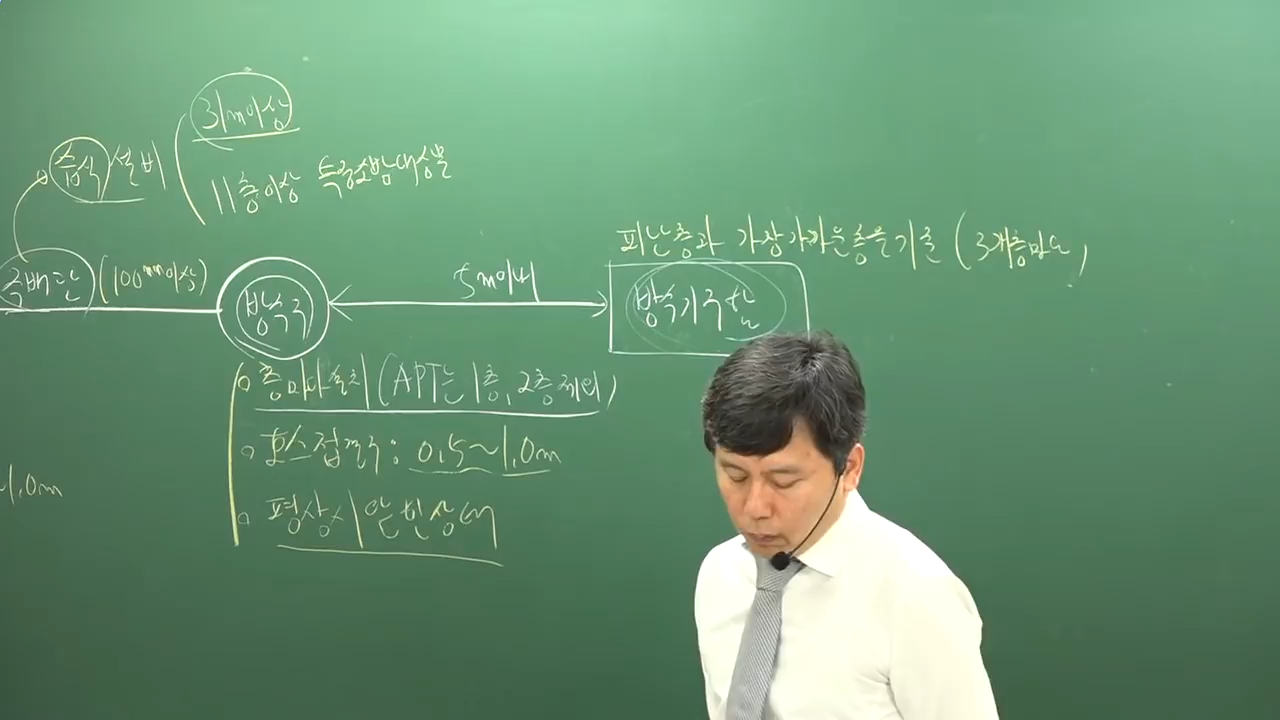 31m이상
습식 설비
11층이상 특정소방대상물
피난층과 가장가까운층을기준 (3개층마다)
주배관 (100mm이상)
방수구
5m이내
방수기구함
층마다설치 (APT는 1층, 2층제외)
호스접결구: 0.5~1.0m
~1.0m
평상시 닫힌상태